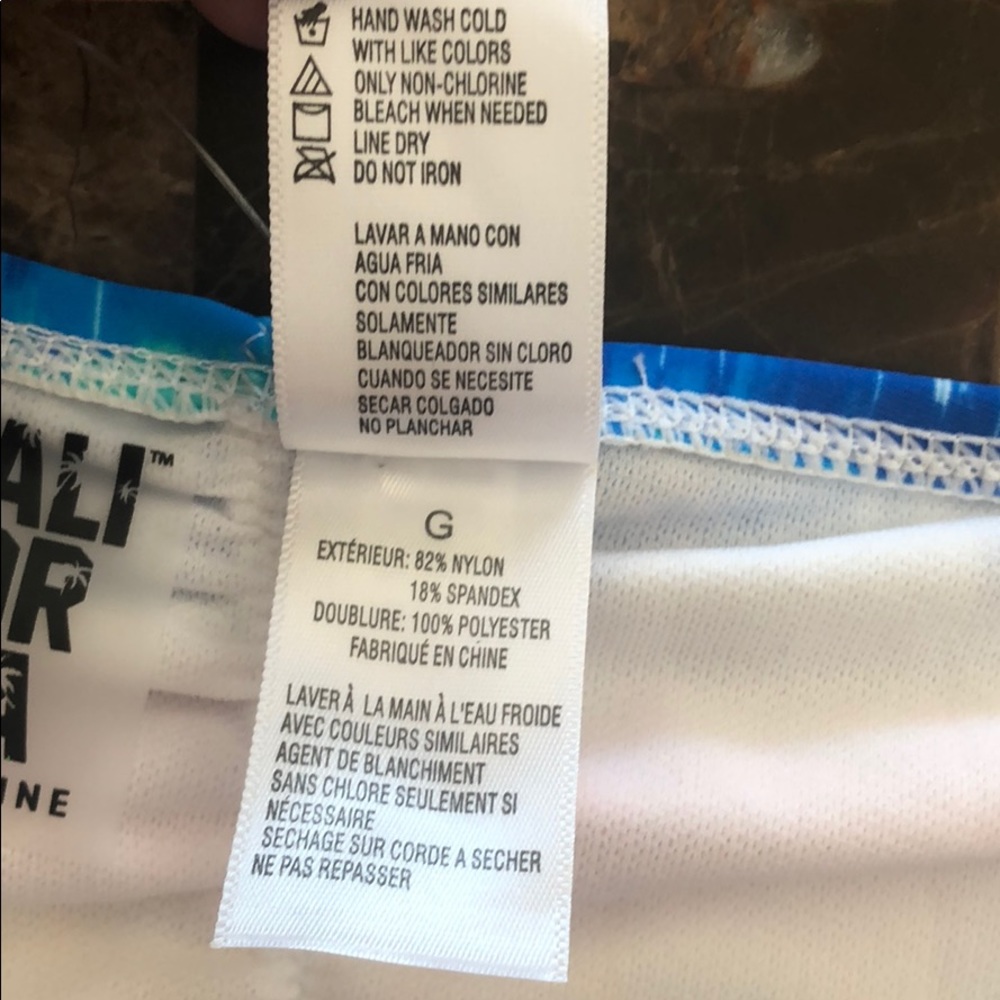 HAND WASH COLD
WITH LIKE COLORS
ONLY NON-CHLORINE
BLEACH WHEN NEEDED
LINE DRY
DO NOT IRON
LAVAR A MANO CON
AGUA FRIA
CON COLORES SIMILARES
SOLAMENTE
BLANQUEADOR SIN CLORO
CUANDO SE NECESITE
SECAR COLGADO
NO PLANCHAR
G
EXTÉRIEUR: 82% NYLON
18% SPANDEX
DOUBLURE: 100% POLYESTER
FABRIQUÉ EN CHINE
LAVER À LA MAIN À L'EAU FROIDE
AVEC COULEURS SIMILAIRES
AGENT DE BLANCHIMENT
SANS CHLORE SEULEMENT SI
NÉCESSAIRE
SECHAGE SUR CORDE A SECHER
NE PAS REPASSER
ALI™
OR
A
INE